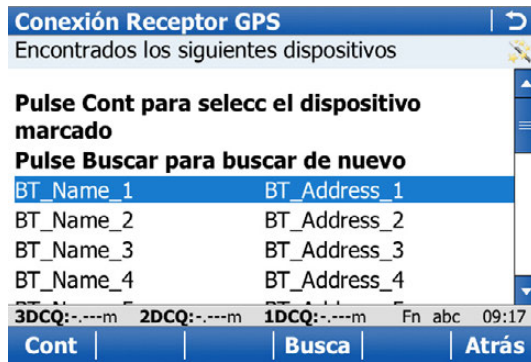 Conexión Receptor GPS
Encontrados los siguientes dispositivos
Pulse Cont para selecc el dispositivo
marcado
Pulse Buscar para buscar de nuevo
BT_Name_1 BT_Address_1
BT_Name_2 BT_Address_2
BT_Name_3 BT_Address_3
BT_Name_4 BT_Address_4
3DCQ:-.---m 2DCQ:-.---m 1DCQ:-.---m Fn abc 09:17
Cont Busca Atrás